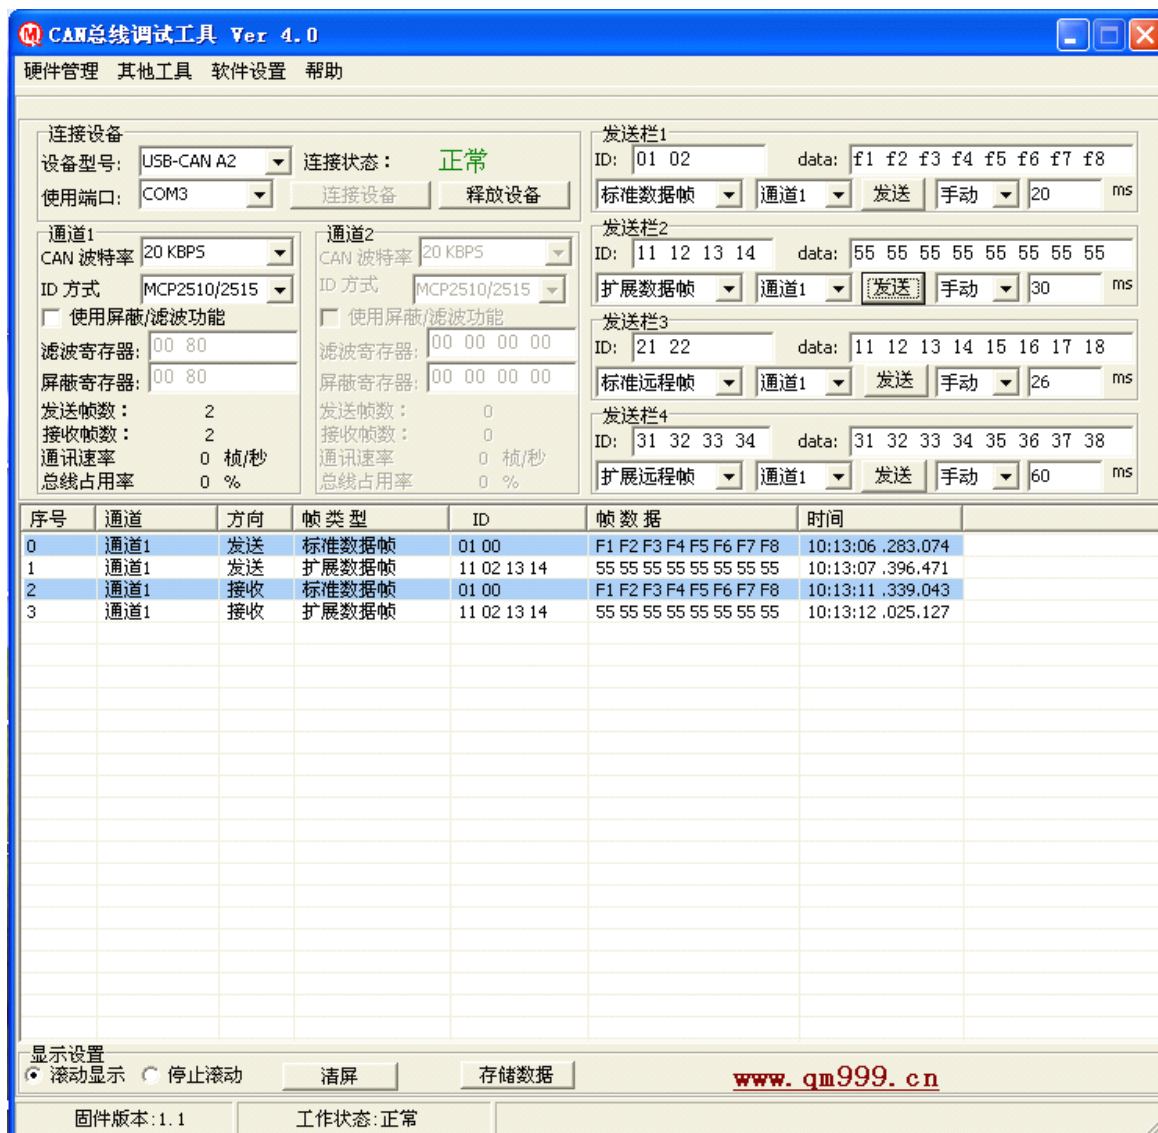 CAN总线调试工具 Ver 4.0
硬件管理 其他工具 软件设置 帮助
连接设备
设备型号: USB-CAN A2 连接状态： 正常
使用端口: COM3 连接设备 释放设备
发送栏1
ID: 01 02 data: f1 f2 f3 f4 f5 f6 f7 f8
标准数据帧 通道1 发送 手动 20 ms
发送栏2
ID: 11 12 13 14 data: 55 55 55 55 55 55 55 55
扩展数据帧 通道1 发送 手动 30 ms
发送栏3
ID: 21 22 data: 11 12 13 14 15 16 17 18
标准远程帧 通道1 发送 手动 26 ms
发送栏4
ID: 31 32 33 34 data: 31 32 33 34 35 36 37 38
扩展远程帧 通道1 发送 手动 60 ms
通道1
CAN 波特率 20 KBPS
ID 方式 MCP2510/2515
使用屏蔽/滤波功能
滤波寄存器: 00 80
屏蔽寄存器: 00 80
发送帧数： 2
接收帧数： 2
通讯速率 0 桢/秒
总线占用率 0 %
通道2
CAN 波特率 20 KBPS
ID 方式 MCP2510/2515
使用屏蔽/滤波功能
滤波寄存器: 00 00 00 00
屏蔽寄存器: 00 00 00 00
发送帧数： 0
接收帧数： 0
通讯速率 0 桢/秒
总线占用率 0 %
序号 通道 方向 帧类型 ID 帧数据 时间
0 通道1 发送 标准数据帧 01 00 F1 F2 F3 F4 F5 F6 F7 F8 10:13:06 .283.074
1 通道1 发送 扩展数据帧 11 02 13 14 55 55 55 55 55 55 55 55 10:13:07 .396.471
2 通道1 接收 标准数据帧 01 00 F1 F2 F3 F4 F5 F6 F7 F8 10:13:11 .339.043
3 通道1 接收 扩展数据帧 11 02 13 14 55 55 55 55 55 55 55 55 10:13:12 .025.127
显示设置
滚动显示 停止滚动 清屏 存储数据 www.qm999.cn
固件版本:1.1 工作状态:正常